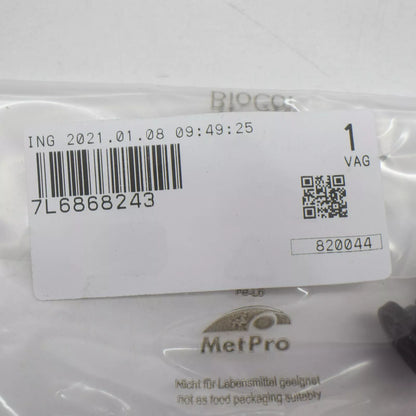 ING 2021.01.08 09:49:25
1
VAG
7L6868243
820044
MetPro
Nicht für Lebensmittel geeignet
not as food packaging suitably